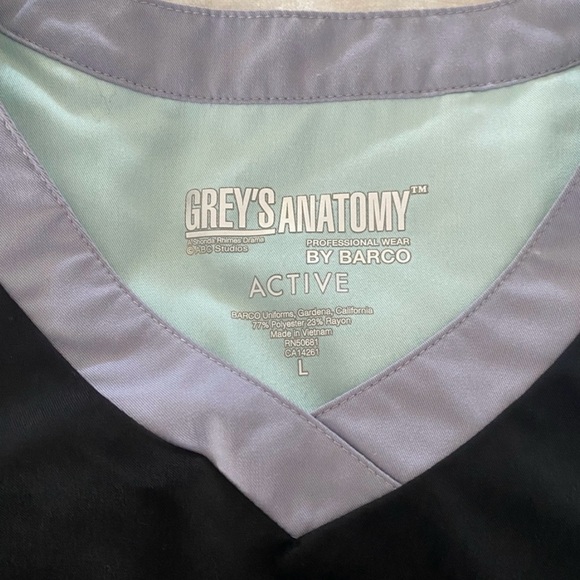 GREY'S ANATOMY™
A Shonda Rhimes Drama
© ABC Studios
PROFESSIONAL WEAR
BY BARCO
ACTIVE
BARCO Uniforms, Gardena, California
77% Polyester 23% Rayon
Made in Vietnam
RN50681
CA14261
L